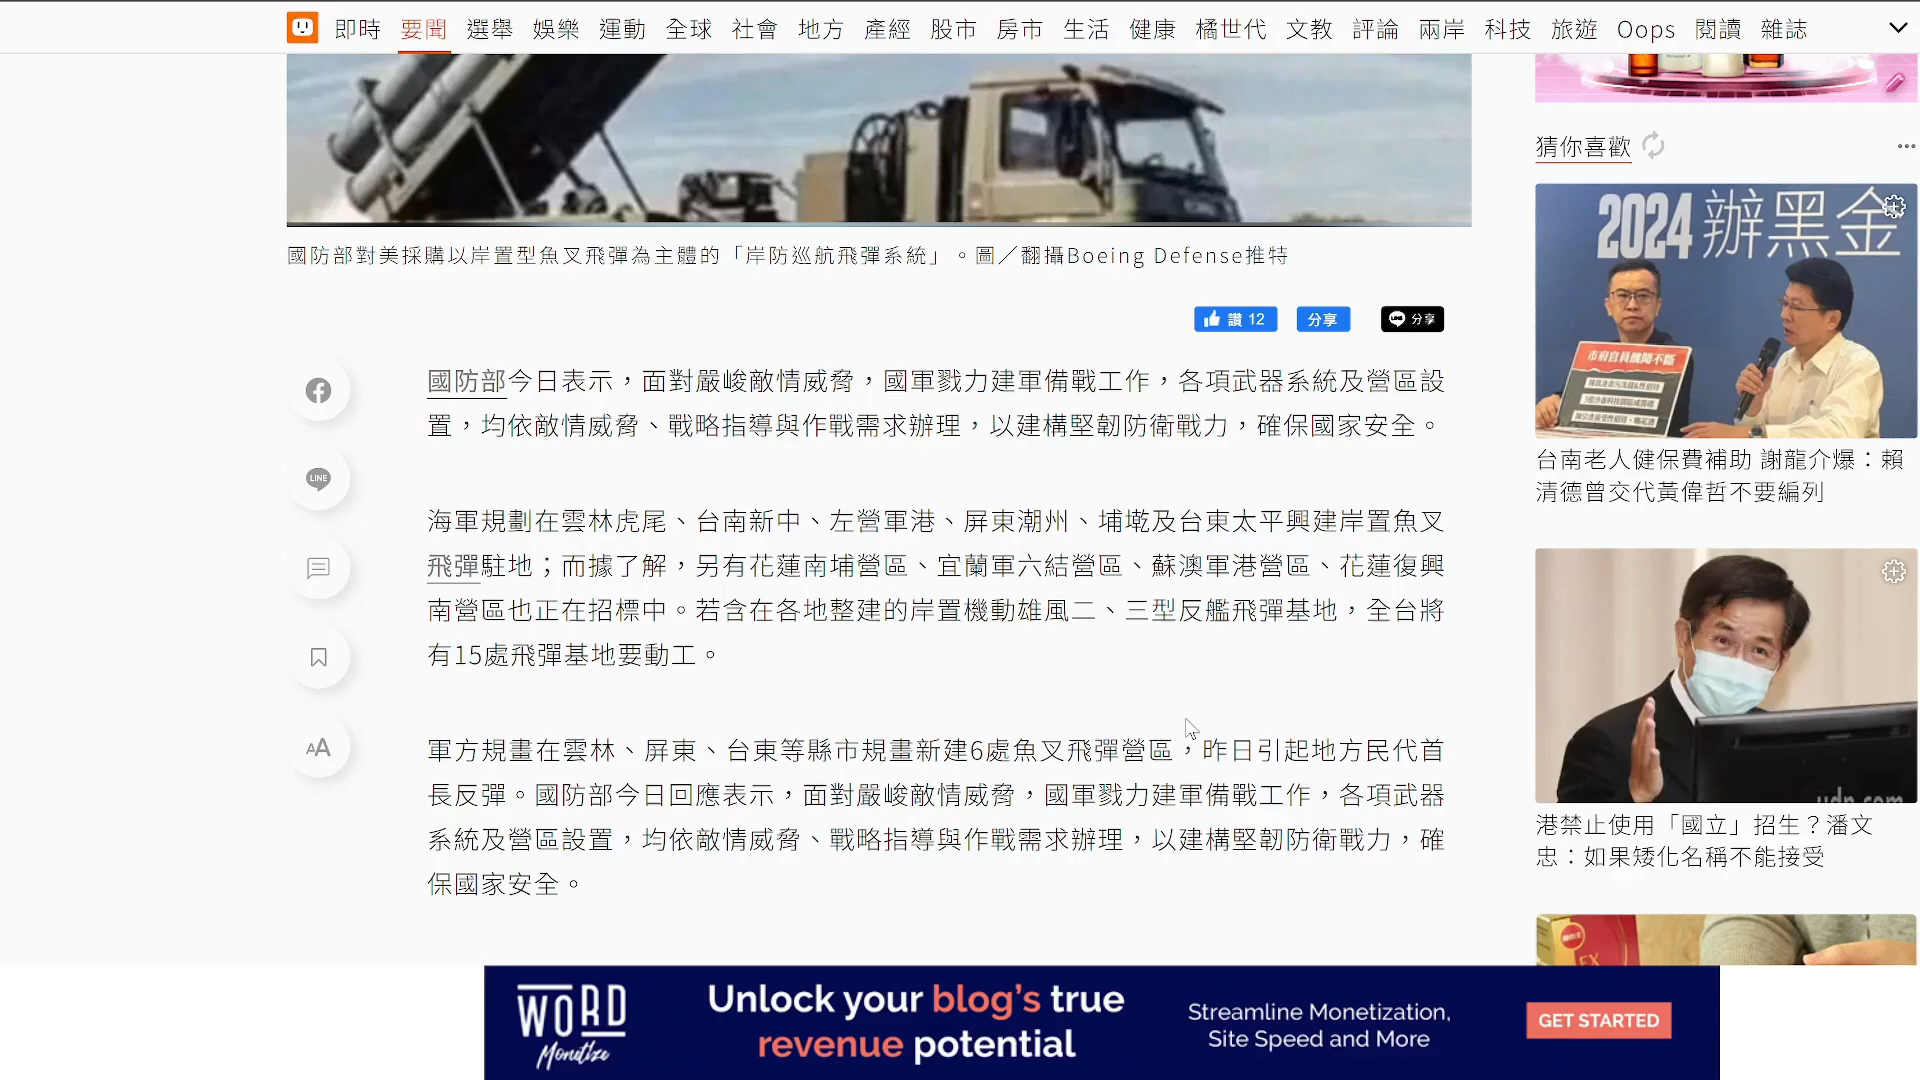 即時 要聞 選舉 娛樂 運動 全球 社會 地方 產經 股市 房市 生活 健康 橘世代 文教 評論 兩岸 科技 旅遊 Oops 閱讀 雜誌
國防部對美採購以岸置型魚叉飛彈為主體的「岸防巡航飛彈系統」。圖／翻攝Boeing Defense推特
讚 12 分享 分享
國防部今日表示，面對嚴峻敵情威脅，國軍戮力建軍備戰工作，各項武器系統及營區設
置，均依敵情威脅、戰略指導與作戰需求辦理，以建構堅韌防衛戰力，確保國家安全。
海軍規劃在雲林虎尾、台南新中、左營軍港、屏東潮州、埔墘及台東太平興建岸置魚叉
飛彈駐地；而據了解，另有花蓮南埔營區、宜蘭軍六結營區、蘇澳軍港營區、花蓮復興
南營區也正在招標中。若含在各地整建的岸置機動雄風二、三型反艦飛彈基地，全台將
有15處飛彈基地要動工。
軍方規畫在雲林、屏東、台東等縣市規畫新建6處魚叉飛彈營區，昨日引起地方民代首
長反彈。國防部今日回應表示，面對嚴峻敵情威脅，國軍戮力建軍備戰工作，各項武器
系統及營區設置，均依敵情威脅、戰略指導與作戰需求辦理，以建構堅韌防衛戰力，確
保國家安全。
LINE
AA
猜你喜歡
2024 辦黑金
市府官員醜聞不斷
台南老人健保費補助 謝龍介爆：賴
清德曾交代黃偉哲不要編列
udn.com
港禁止使用「國立」招生？潘文
忠：如果矮化名稱不能接受
EX
WORD
Monetize
Unlock your blog's true
revenue potential
Streamline Monetization,
Site Speed and More
GET STARTED